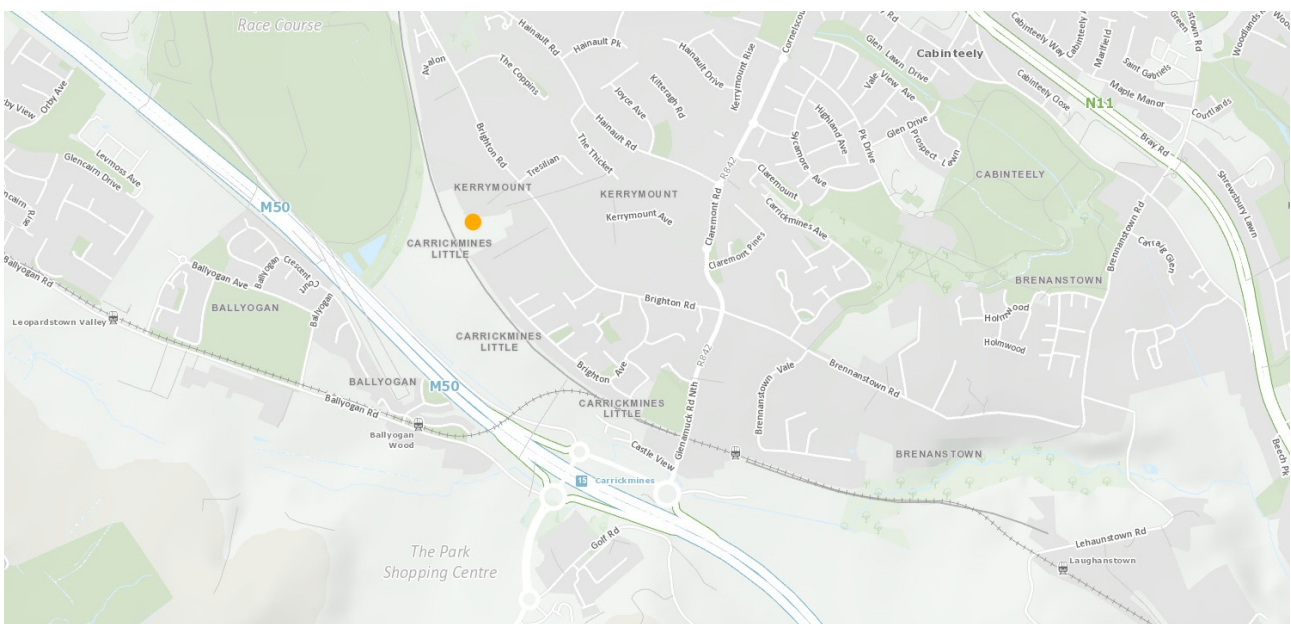 Race Course
Hainault Rd
Hainault Pk
Avalon
The Coppins
Hainault Drive
Kerrymount Rise
Cabinteely
Cabinteely Way
Marlfield
Saint Gabriels
Green
Woodlands Rd
Orby Ave
Glen Lawn Drive
Vale View Ave
Kilteragh Rd
Joyce Ave
Cabinteely Close
Maple Manor
Courtlands
N11
Bray Rd
Brighton Rd
Hainault Rd
The Thicket
Tresilian
Highland Ave
Sycamore Ave
Glen Drive
Pk Drive
Prospect Lawn
Levmoss Ave
Glencairn Drive
R842
Claremont
CABINTEELY
Shrewsbury Lawn
KERRYMOUNT
KERRYMOUNT
M50
Kerrymount Ave
Claremont Rd
Carrickmines Ave
Claremont Pines
Brennanstown Rd
Carraig Glen
CARRICKMINES
LITTLE
Ballyogan Rd
Ballyogan Ave
Ballyogan
Crescent
Court
Ballyogan
BALLYOGAN
BRENANSTOWN
Brighton Rd
Holmwood
Holmwood
Leopardstown Valley
CARRICKMINES
LITTLE
R842
Brighton Ave
Brennanstown Vale
Brennanstown Rd
BALLYOGAN
M50
Ballyogan Rd
CARRICKMINES
LITTLE
Glenamuck Rd Nth
Ballyogan
Wood
Castle View
BRENANSTOWN
Beech Pk
15 Carrickmines
Golf Rd
The Park
Shopping Centre
Lehaunstown Rd
Laughanstown